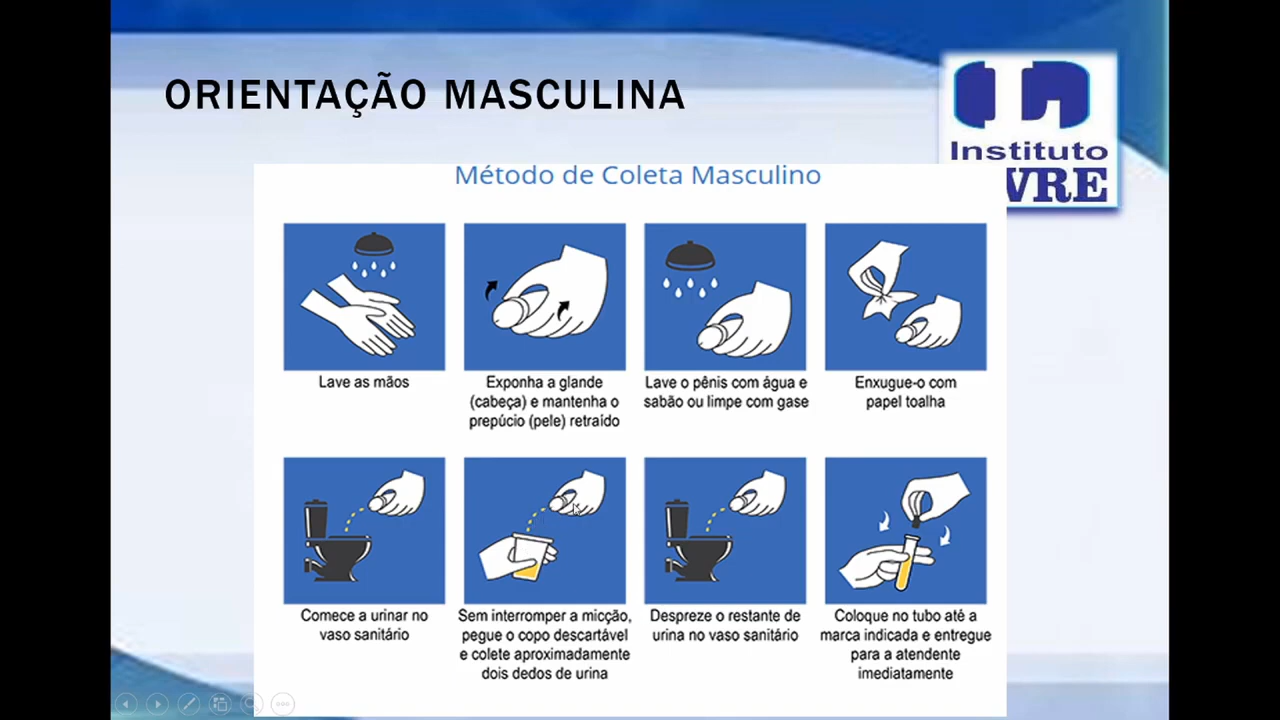 ORIENTAÇÃO MASCULINA
Instituto
Método de Coleta Masculino
Lave as mãos
Exponha a glande
(cabeça) e mantenha o
prepúcio (pele) retraído
Lave o pênis com água e
sabão ou limpe com gase
Enxugue-o com
papel toalha
Comece a urinar no
vaso sanitário
Sem interromper a micção,
pegue o copo descartável
e colete aproximadamente
dois dedos de urina
Despreze o restante de
urina no vaso sanitário
Coloque no tubo até a
marca indicada e entregue
para a atendente
imediatamente